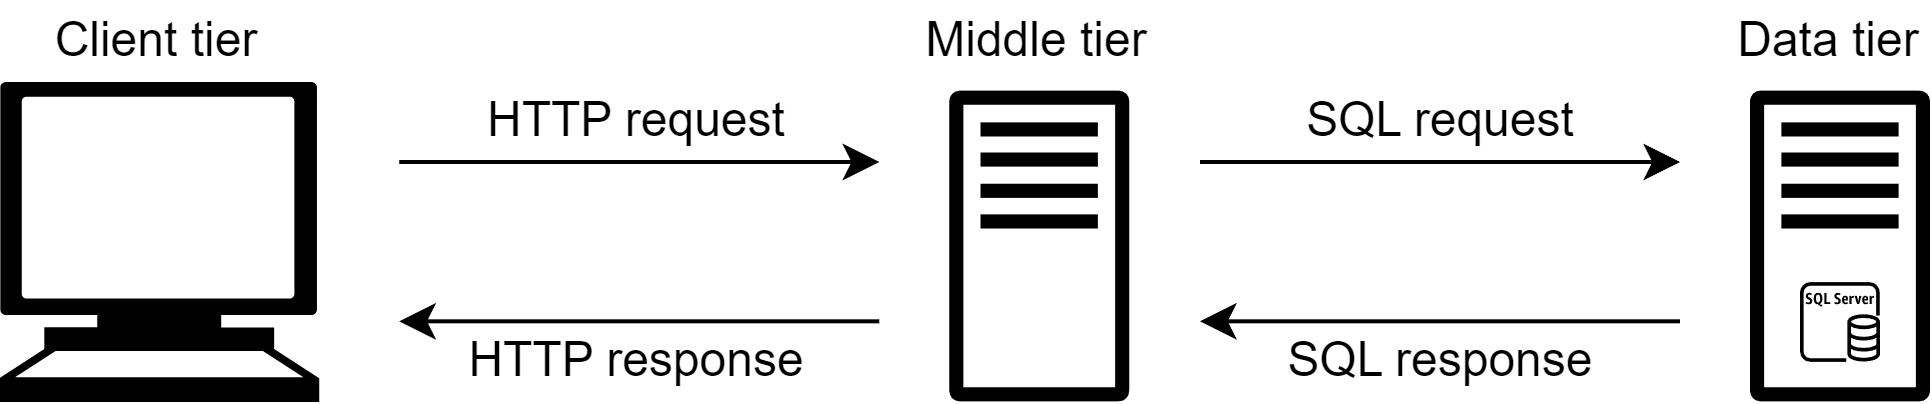 Client tier
Middle tier
Data tier
HTTP request
SQL request
HTTP response
SQL response
SQL Server